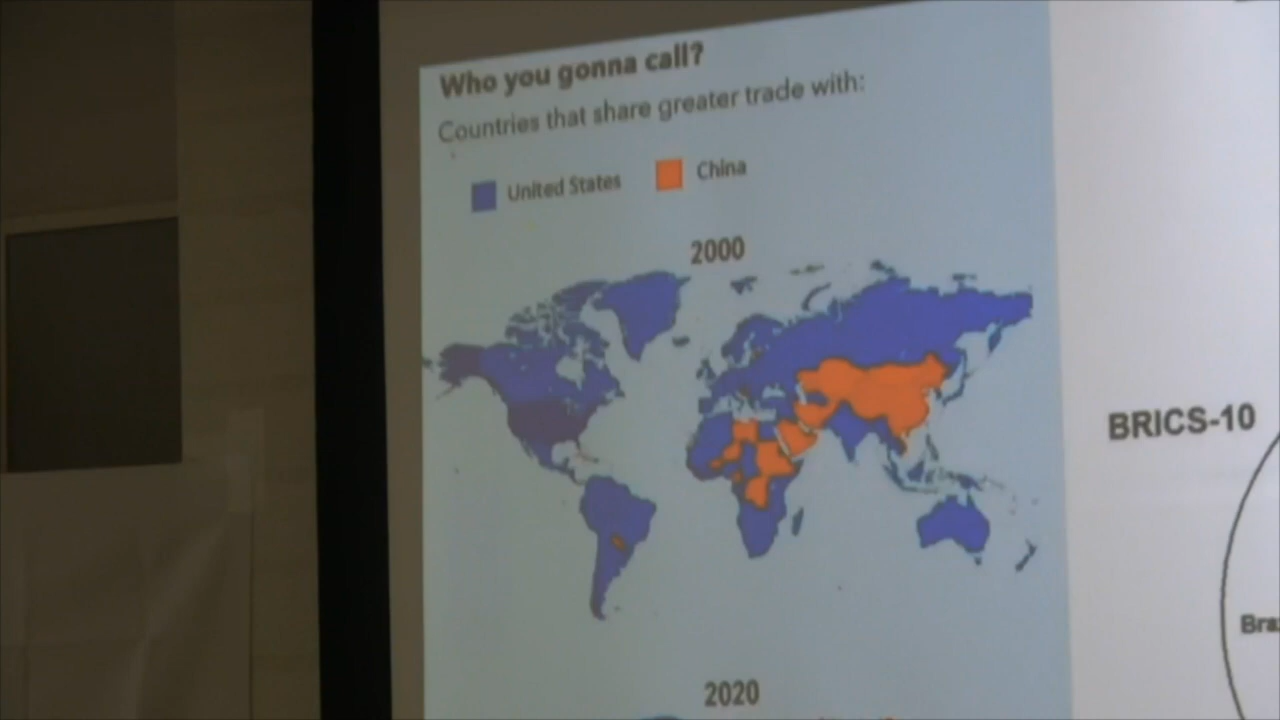 Who you gonna call?
Countries that share greater trade with:
United States
China
2000
2020
BRICS-10